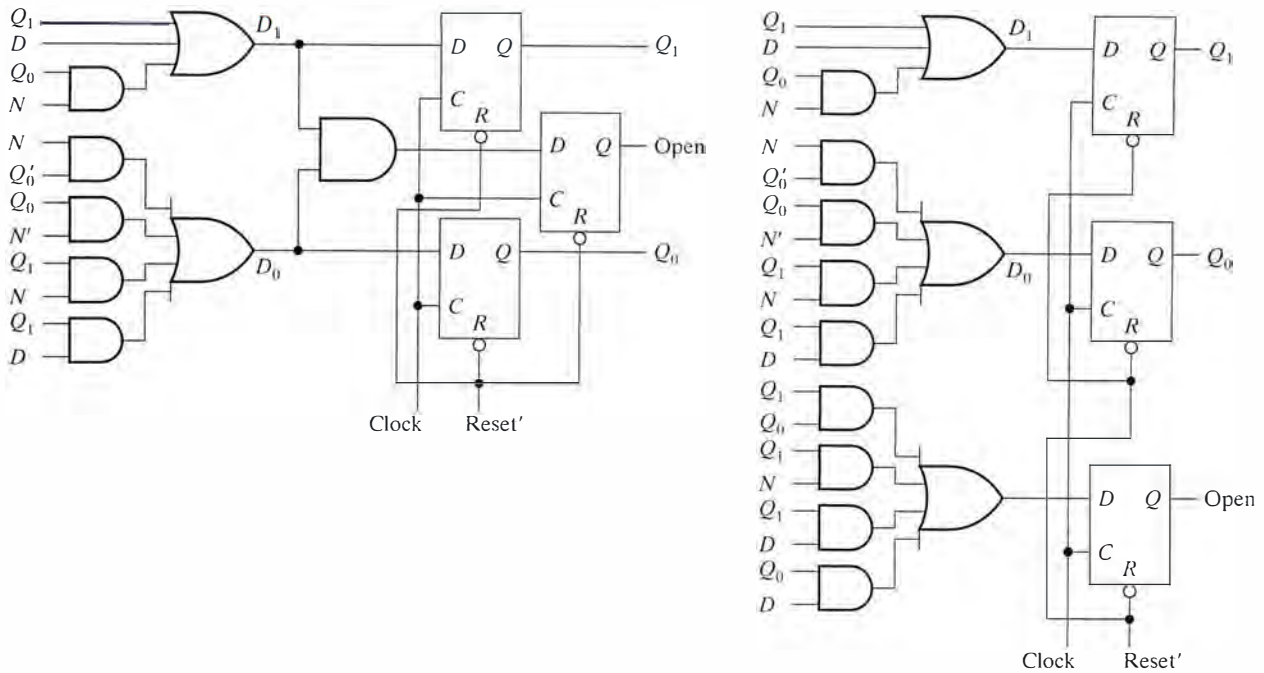 Q₁
D
Q₀
N
N
Q₀′
Q₀
N′
Q₁
N
Q₁
D
D₁
D₀
D Q
C
R
Q₁
D Q
C
R
Open
D Q
C
R
Q₀
Clock Reset′
Q₁
D
Q₀
N
N
Q₀′
Q₀
N′
Q₁
N
Q₁
D
Q₁
Q₀
Q₁
N
Q₁
D
Q₀
D
D₁
D₀
D Q
C
R
Q₁
D Q
C
R
Q₀
D Q
C
R
Open
Clock Reset′